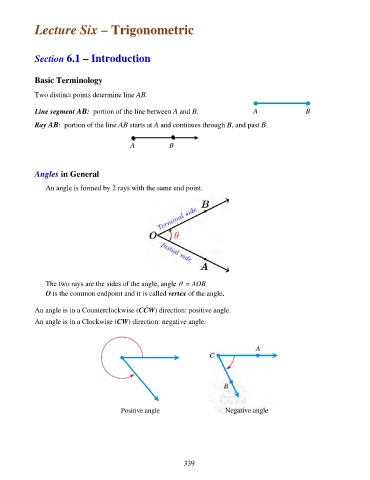 Lecture Six – Trigonometric
Section 6.1 – Introduction
Basic Terminology
Two distinct points determine line AB.
Line segment AB: portion of the line between A and B.
A B
Ray AB: portion of the line AB starts at A and continues through B, and past B.
A B
Angles in General
An angle is formed by 2 rays with the same end point.
B
Terminal side
O θ
Initial side
A
The two rays are the sides of the angle, angle θ = AOB
O is the common endpoint and it is called vertex of the angle.
An angle is in a Counterclockwise (CCW) direction: positive angle.
An angle is in a Clockwise (CW) direction: negative angle.
A
C
B
Positive angle Negative angle
339